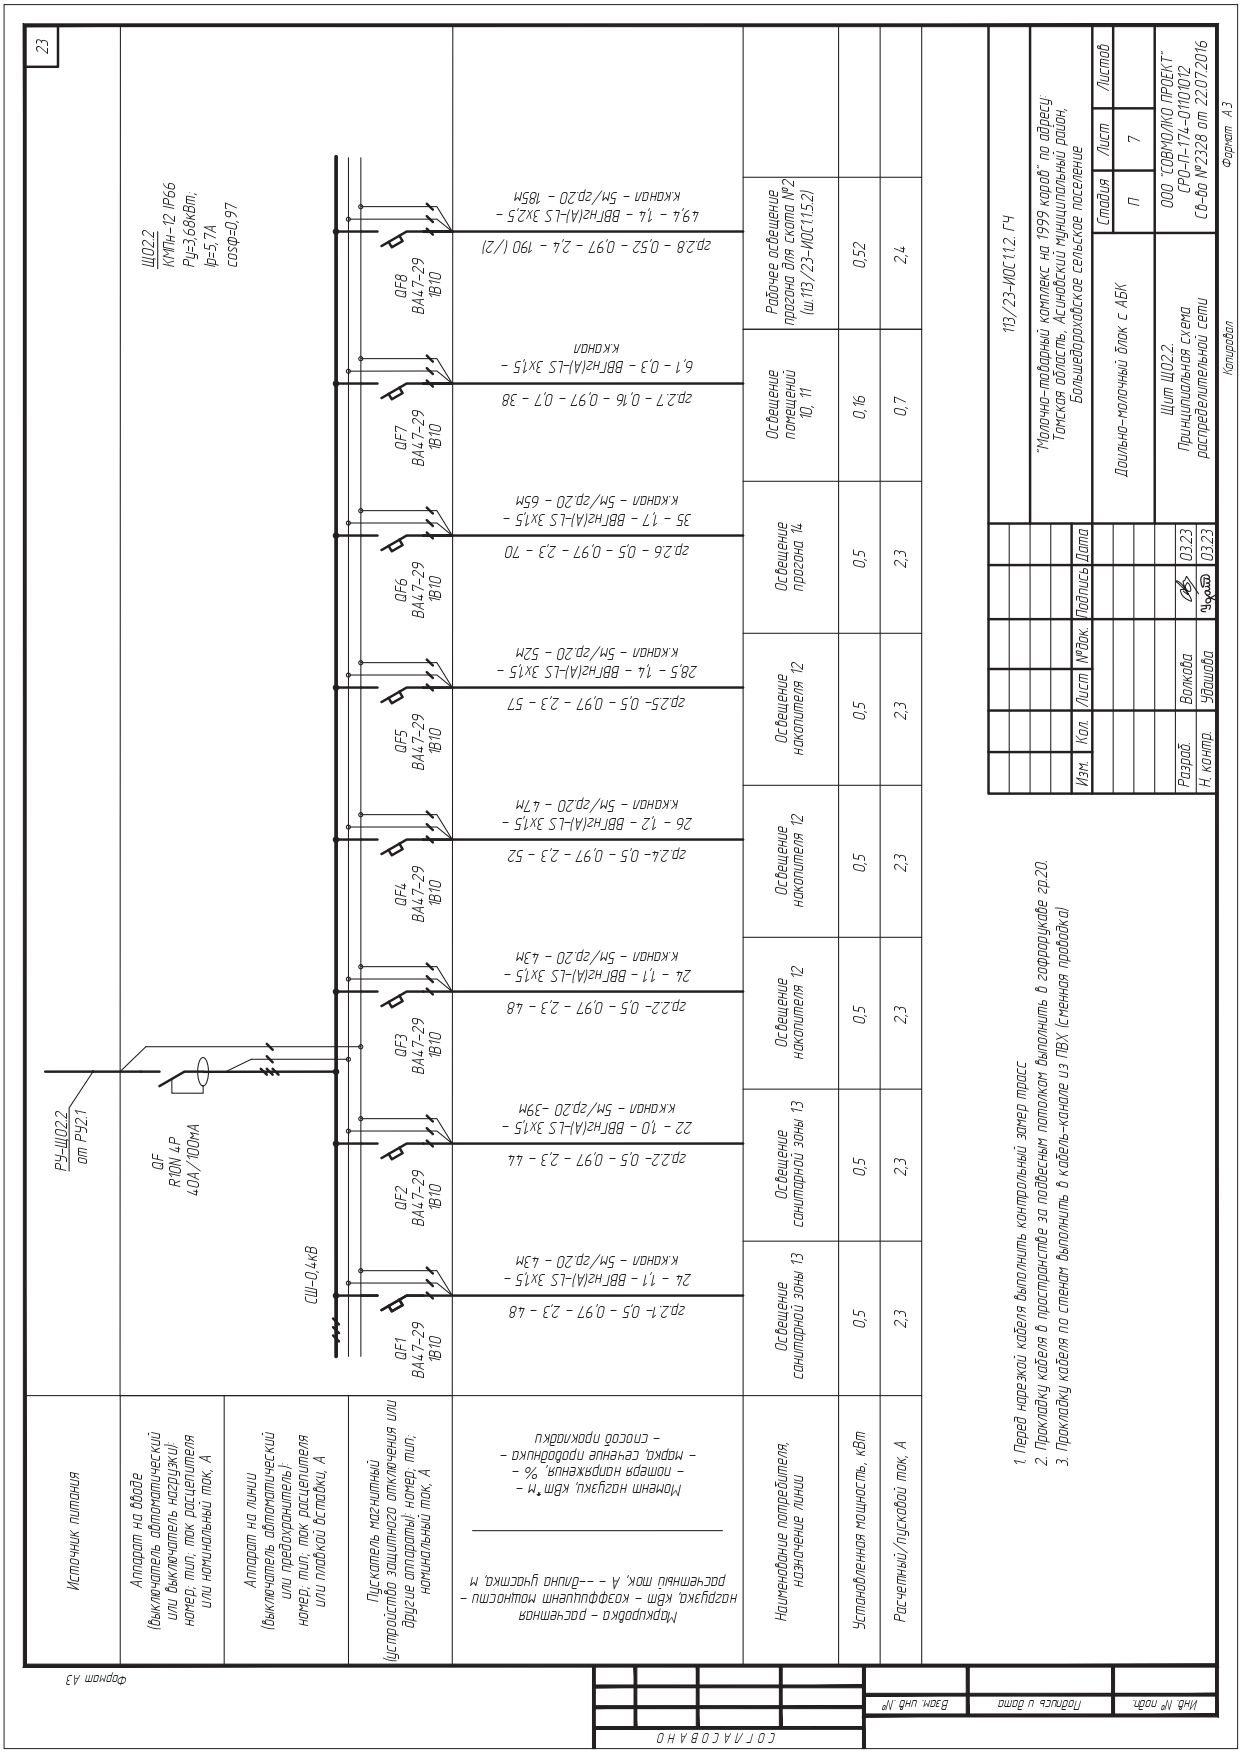 23
Источник питания
Аппарат на вводе
(выключатель автоматический
или выключатель нагрузки):
номер; тип; ток расцепителя
или номинальный ток, А
Аппарат на линии
(выключатель автоматический
или предохранитель):
номер; тип; ток расцепителя
или плавкой вставки, А
Пускатель магнитный
(устройство защитного отключения или
другие аппараты): номер; тип;
номинальный ток, А
Маркировка – расчетная
нагрузка, кВт – коэффициент мощности –
расчетный ток, А – --длина участка, м
Момент нагрузки, кВт*м –
– потеря напряжения, % –
– марка, сечение проводника –
– способ прокладки
Наименование потребителя,
назначение линии
Установленная мощность, кВт
Расчетный/пусковой ток, А
РУ-ЩО2.2
от РУ2.1
QF
R10N 4P
40А/100мА
СШ-0,4кВ
ЩО2.2
КМПн-12 IP66
Ру=3,68кВт;
Iр=5,7А
cosφ=0,97
QF1
ВА47-29
1В10
гр.2.1- 0,5 - 0,97 - 2,3 - 48
24 - 1,1 - ВВГнг(А)-LS 3х1,5 -
к.канал - 5м/гр.20 - 43м
Освещение
санитарной зоны 13
0,5
2,3
QF2
ВА47-29
1В10
гр.2.2- 0,5 - 0,97 - 2,3 - 44
22 - 1,0 - ВВГнг(А)-LS 3х1,5 -
к.канал - 5м/гр.20 -39м
Освещение
санитарной зоны 13
0,5
2,3
QF3
ВА47-29
1В10
гр.2.2- 0,5 - 0,97 - 2,3 - 48
24 - 1,1 - ВВГнг(А)-LS 3х1,5 -
к.канал - 5м/гр.20 - 43м
Освещение
накопителя 12
0,5
2,3
QF4
ВА47-29
1В10
гр.2.4- 0,5 - 0,97 - 2,3 - 52
26 - 1,2 - ВВГнг(А)-LS 3х1,5 -
к.канал - 5м/гр.20 - 47м
Освещение
накопителя 12
0,5
2,3
QF5
ВА47-29
1В10
гр.2.5- 0,5 - 0,97 - 2,3 - 57
28,5 - 1,4 - ВВГнг(А)-LS 3х1,5 -
к.канал - 5м/гр.20 - 52м
Освещение
накопителя 12
0,5
2,3
QF6
ВА47-29
1В10
гр.2.6 - 0,5 - 0,97 - 2,3 - 70
35 - 1,7 - ВВГнг(А)-LS 3х1,5 -
к.канал - 5м/гр.20 - 65м
Освещение
прогона 14
0,5
2,3
QF7
ВА47-29
1В10
гр.2.7 - 0,16 - 0,97 - 0,7 - 38
6,1 - 0,3 - ВВГнг(А)-LS 3х1,5 -
к.канал
Освещение
помещений
10, 11
0,16
0,7
QF8
ВА47-29
1В10
гр.2.8 - 0,52 - 0,97 - 2,4 - 190 (/2)
49,4 - 1,4 - ВВГнг(А)-LS 3х2,5 -
к.канал - 5м/гр.20 - 185м
Рабочее освещение
прогона для скота №2
(ш.113/23-ИОС1.1.5.2)
0,52
2,4
1. Перед нарезкой кабеля выполнить контрольный замер трасс
2. Прокладку кабеля в пространстве за подвесным потолком выполнить в гофрорукаве гр.20.
3. Прокладку кабеля по стенам выполнить в кабель-канале из ПВХ (сменная проводка)
113/23-ИОС1.1.2. ГЧ
"Молочно-товарный комплекс на 1999 коров" по адресу:
Томская область, Асиновский муниципальный район,
Большедороховское сельское поселение
Изм.
Кол.
Лист
№док.
Подпись
Дата
Разраб.
Волкова
03.23
Н. контр.
Удашова
03.23
Доильно-молочный блок с АБК
Стадия
Лист
Листов
П
7
Щит ЩО2.2.
Принципиальная схема
распределительной сети
ООО "СОВМОЛКО ПРОЕКТ"
СРО-П-174-01101012
Св-во №2328 от 22.07.2016
Копировал
Формат А3
Формат А3
СОГЛАСОВАНО
Взам. инв. №
Подпись и дата
Инв. № подл.